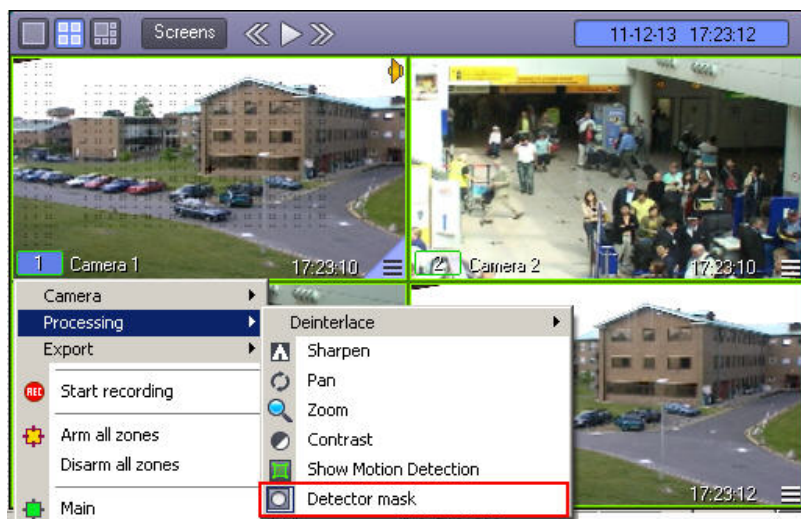 Screens
11-12-13 17:23:12
1 Camera 1 17:23:10
2 Camera 2 17:23:10
Camera
Processing
Export
REC Start recording
Arm all zones
Disarm all zones
Main
Deinterlace
Sharpen
Pan
Zoom
Contrast
Show Motion Detection
Detector mask
17:23:12